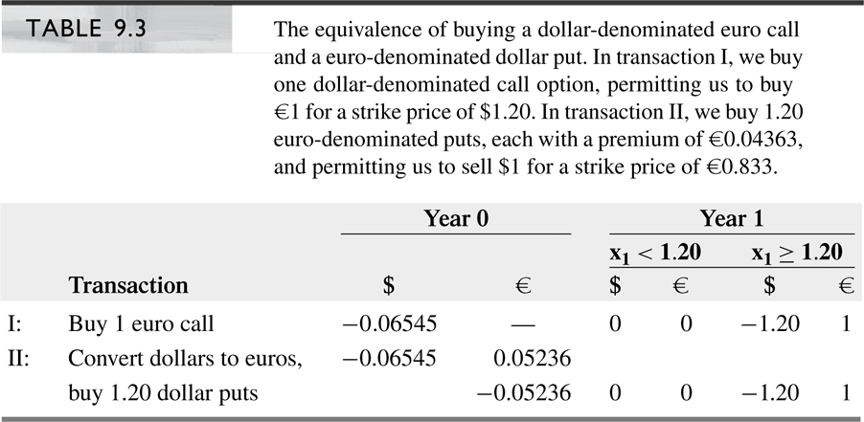 TABLE 9.3
The equivalence of buying a dollar-denominated euro call
and a euro-denominated dollar put. In transaction I, we buy
one dollar-denominated call option, permitting us to buy
€1 for a strike price of $1.20. In transaction II, we buy 1.20
euro-denominated puts, each with a premium of €0.04363,
and permitting us to sell $1 for a strike price of €0.833.
Year 0 Year 1
x₁ < 1.20 x₁ ≥ 1.20
Transaction $ € $ € $ €
I: Buy 1 euro call −0.06545 — 0 0 −1.20 1
II: Convert dollars to euros, −0.06545 0.05236
buy 1.20 dollar puts −0.05236 0 0 −1.20 1